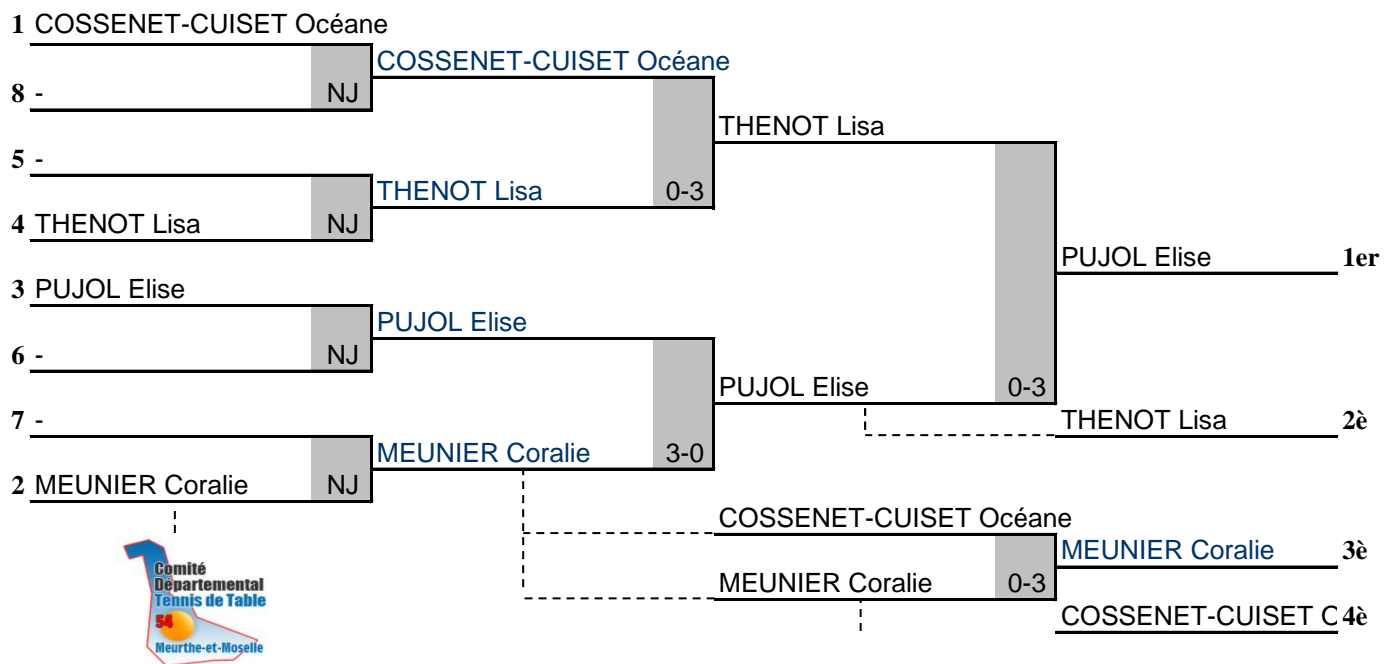 1 COSSENET-CUISET Océane
COSSENET-CUISET Océane
8 - NJ
THENOT Lisa
5 -
THENOT Lisa 0-3
4 THENOT Lisa NJ
PUJOL Elise 1er
3 PUJOL Elise
PUJOL Elise
6 - NJ
PUJOL Elise 0-3
7 -
THENOT Lisa 2è
MEUNIER Coralie 3-0
2 MEUNIER Coralie NJ
COSSENET-CUISET Océane
MEUNIER Coralie 3è
MEUNIER Coralie 0-3
COSSENET-CUISET O 4è
Comité
Départemental
Tennis de Table
54
Meurthe-et-Moselle